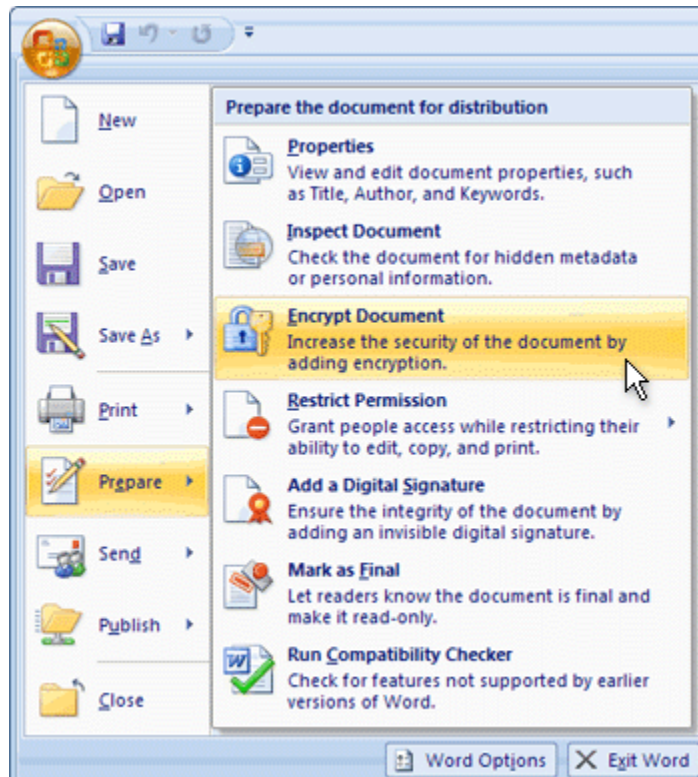 New
Open
Save
Save As
Print
Prepare
Send
Publish
Close
Prepare the document for distribution
Properties
View and edit document properties, such
as Title, Author, and Keywords.
Inspect Document
Check the document for hidden metadata
or personal information.
Encrypt Document
Increase the security of the document by
adding encryption.
Restrict Permission
Grant people access while restricting their
ability to edit, copy, and print.
Add a Digital Signature
Ensure the integrity of the document by
adding an invisible digital signature.
Mark as Final
Let readers know the document is final and
make it read-only.
Run Compatibility Checker
Check for features not supported by earlier
versions of Word.
Word Options
Exit Word